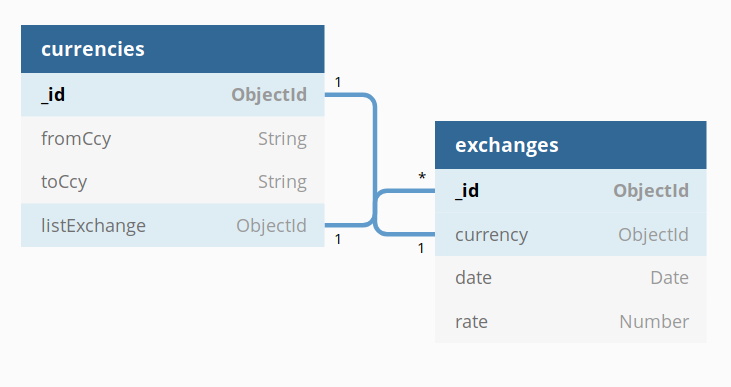 currencies
_id ObjectId
fromCcy String
toCcy String
listExchange ObjectId
1
1
exchanges
_id ObjectId
currency ObjectId
date Date
rate Number
*
1